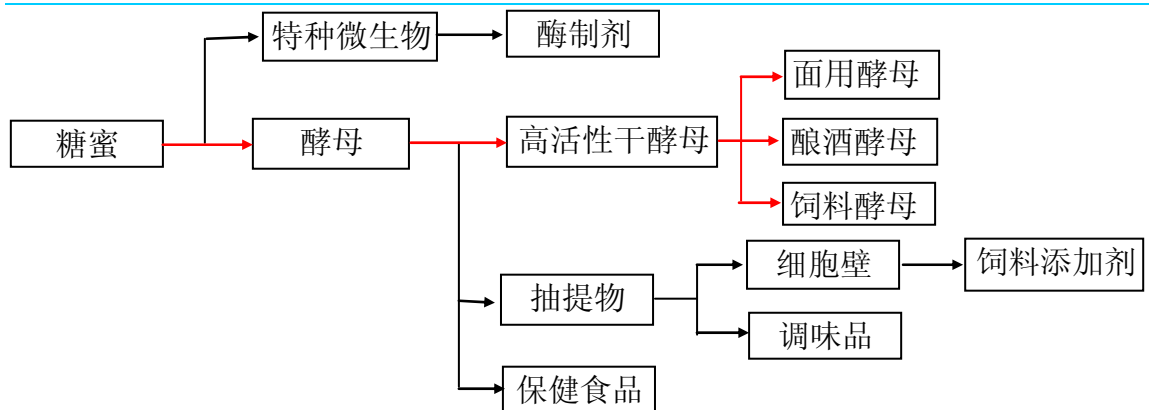 特种微生物
酶制剂
面用酵母
糖蜜
酵母
高活性干酵母
酿酒酵母
饲料酵母
细胞壁
饲料添加剂
抽提物
调味品
保健食品